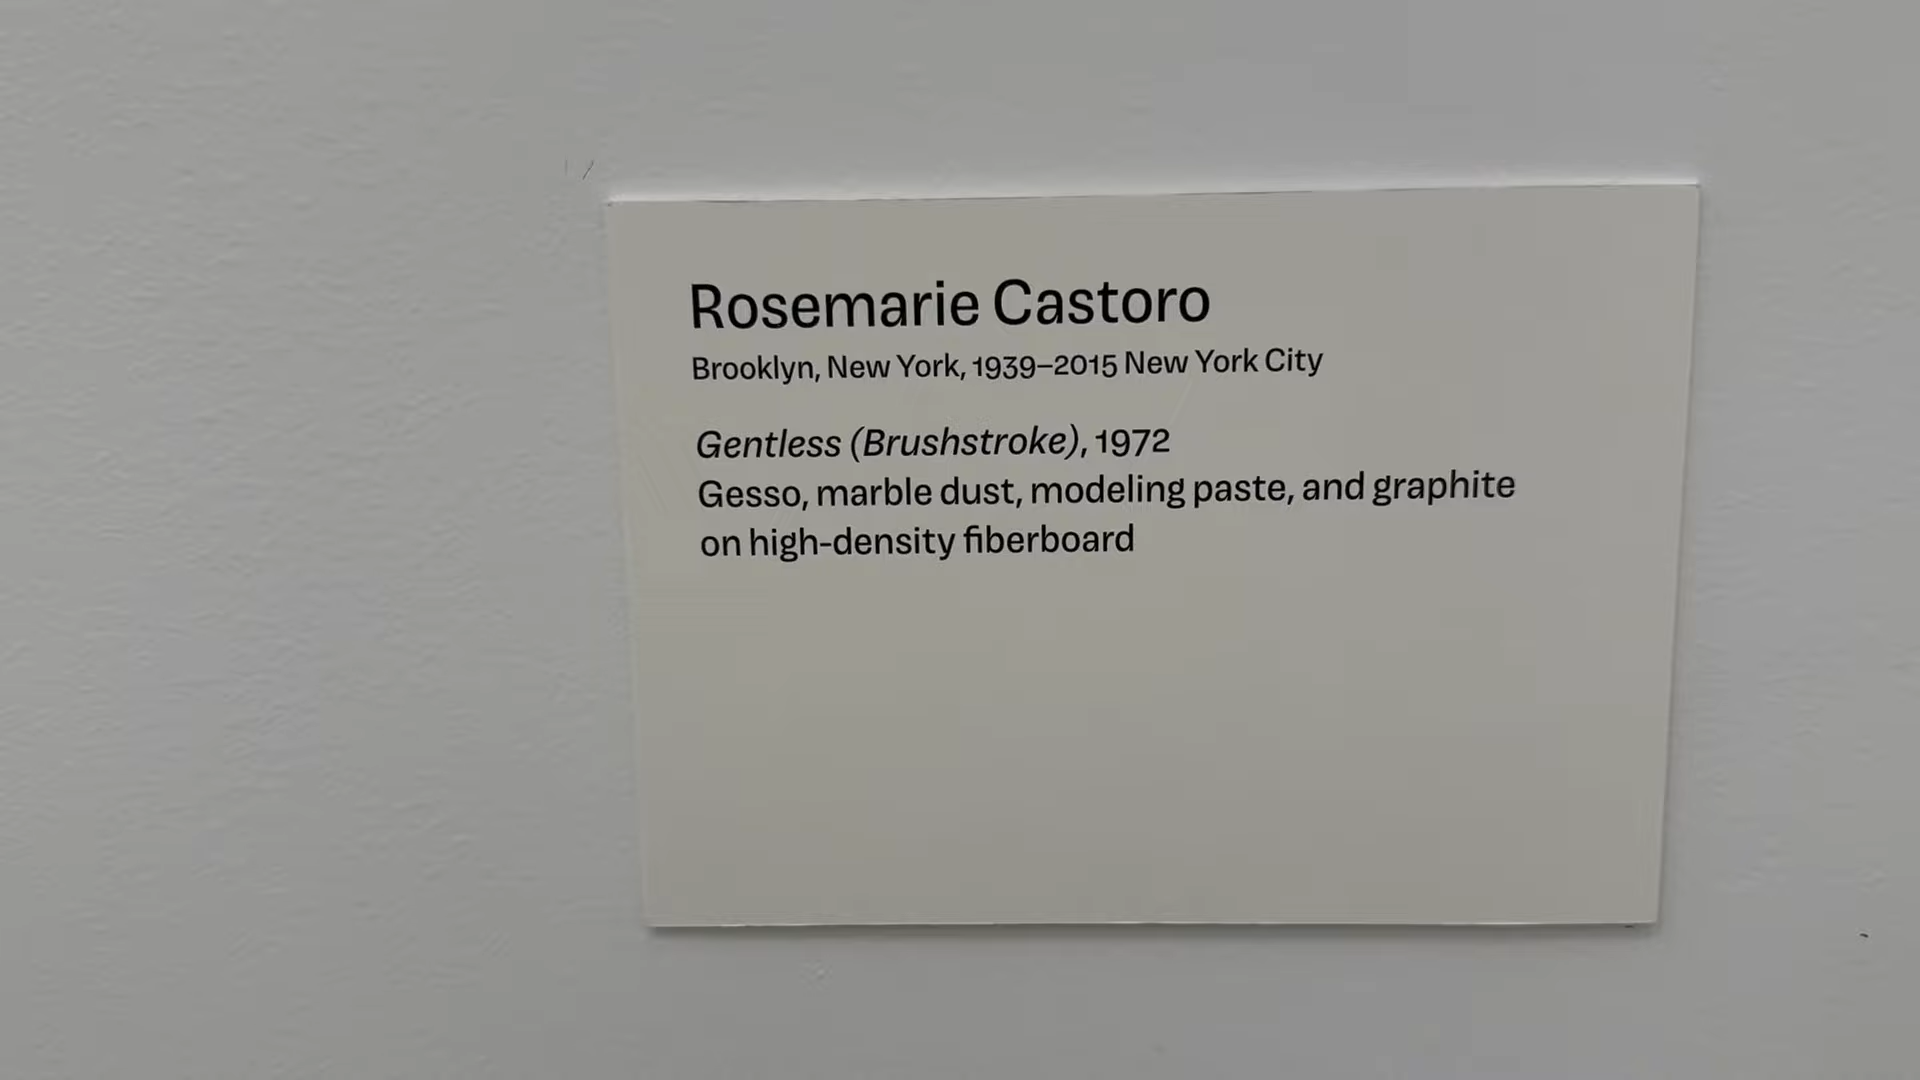 Rosemarie Castoro
Brooklyn, New York, 1939–2015 New York City
Gentless (Brushstroke), 1972
Gesso, marble dust, modeling paste, and graphite
on high-density fiberboard